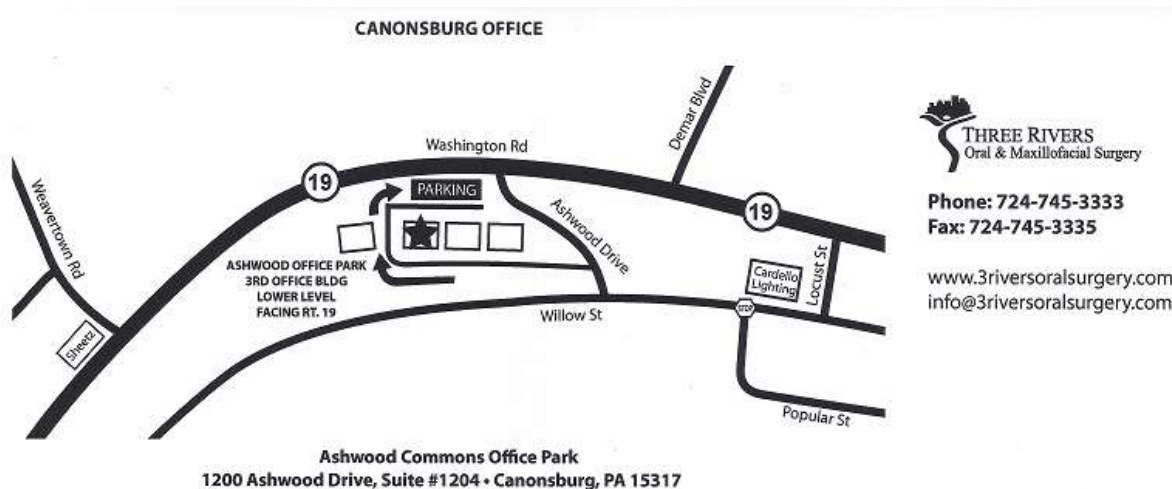 CANONSBURG OFFICE
Demar Blvd
Washington Rd
THREE RIVERS
Oral & Maxillofacial Surgery
Weavertown Rd
19
PARKING
Ashwood Drive
19
Phone: 724-745-3333
Fax: 724-745-3335
Locust St
ASHWOOD OFFICE PARK
3RD OFFICE BLDG
LOWER LEVEL
FACING RT. 19
Cardello
Lighting
www.3riversoralsurgery.com
info@3riversoralsurgery.com
STOP
Willow St
Sheetz
Popular St
Ashwood Commons Office Park
1200 Ashwood Drive, Suite #1204 • Canonsburg, PA 15317